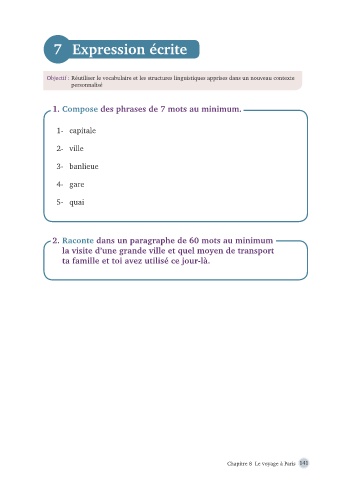 7 Expression écrite
Objectif : Réutiliser le vocabulaire et les structures linguistiques apprises dans un nouveau contexte
personnalisé
1. Compose des phrases de 7 mots au minimum.
1- capitale
2- ville
3- banlieue
4- gare
5- quai
2. Raconte dans un paragraphe de 60 mots au minimum
la visite d'une grande ville et quel moyen de transport
ta famille et toi avez utilisé ce jour-là.
Chapitre 8 Le voyage à Paris 141